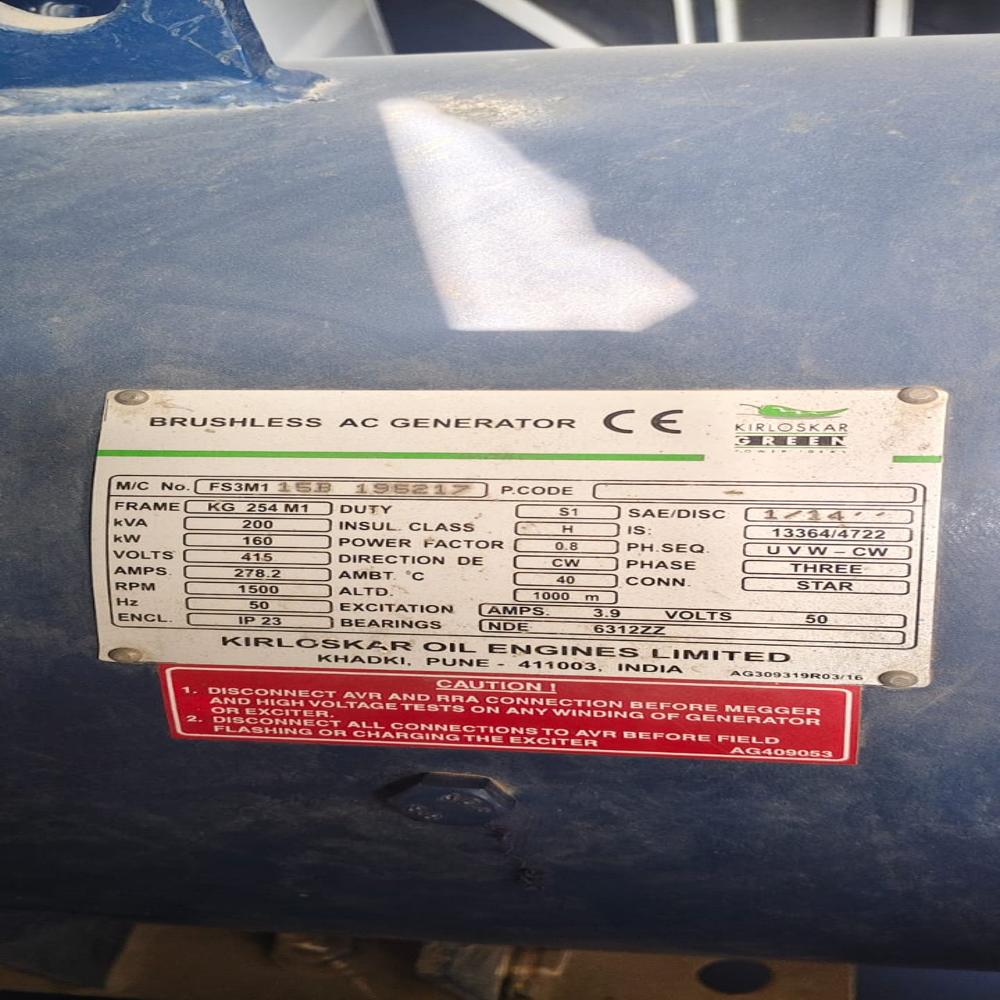 BRUSHLESS AC GENERATOR CE
KIRLOSKAR
GREEN
M/C No. FS3M1 15B 195217 P.CODE
FRAME KG 254 M1 DUTY S1 SAE/DISC 1/14
kVA 200 INSUL. CLASS H IS: 13364/4722
kW 160 POWER FACTOR 0.8 PH.SEQ. U V W – CW
VOLTS 415 DIRECTION DE CW PHASE THREE
AMPS. 278.2 AMBT. °C 40 CONN. STAR
RPM 1500 ALTD. 1000 m
Hz 50 EXCITATION AMPS. 3.9 VOLTS 50
ENCL. IP 23 BEARINGS NDE 6312ZZ
KIRLOSKAR OIL ENGINES LIMITED
KHADKI, PUNE - 411003, INDIA
AG309319R03/16
CAUTION !
1. DISCONNECT AVR AND RRA CONNECTION BEFORE MEGGER
AND HIGH VOLTAGE TESTS ON ANY WINDING OF GENERATOR
OR EXCITER.
2. DISCONNECT ALL CONNECTIONS TO AVR BEFORE FIELD
FLASHING OR CHARGING THE EXCITER
AG409053